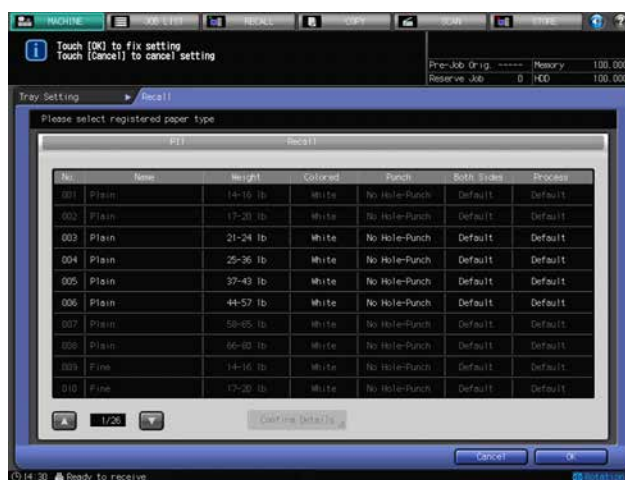 MACHINE JOB LIST RECALL COPY SCAN STORE
Touch [OK] to fix setting
Touch [Cancel] to cancel setting
Pre-Job Orig. ----- Memory 100.000
Reserve Job 0 HDD 100.000
Tray Setting Recall
Please select registered paper type
Recall
No. Name Weight Colored Punch Both Sides Process
001 Plain 14-16 lb White No Hole-Punch Default Default
002 Plain 17-20 lb White No Hole-Punch Default Default
003 Plain 21-24 lb White No Hole-Punch Default Default
004 Plain 25-36 lb White No Hole-Punch Default Default
005 Plain 37-43 lb White No Hole-Punch Default Default
006 Plain 44-57 lb White No Hole-Punch Default Default
007 Plain 58-65 lb White No Hole-Punch Default Default
008 Plain 66-80 lb White No Hole-Punch Default Default
009 Fine 14-16 lb White No Hole-Punch Default Default
010 Fine 17-20 lb White No Hole-Punch Default Default
1/26 Confirm Details
Cancel OK
14:30 Ready to receive Rotation